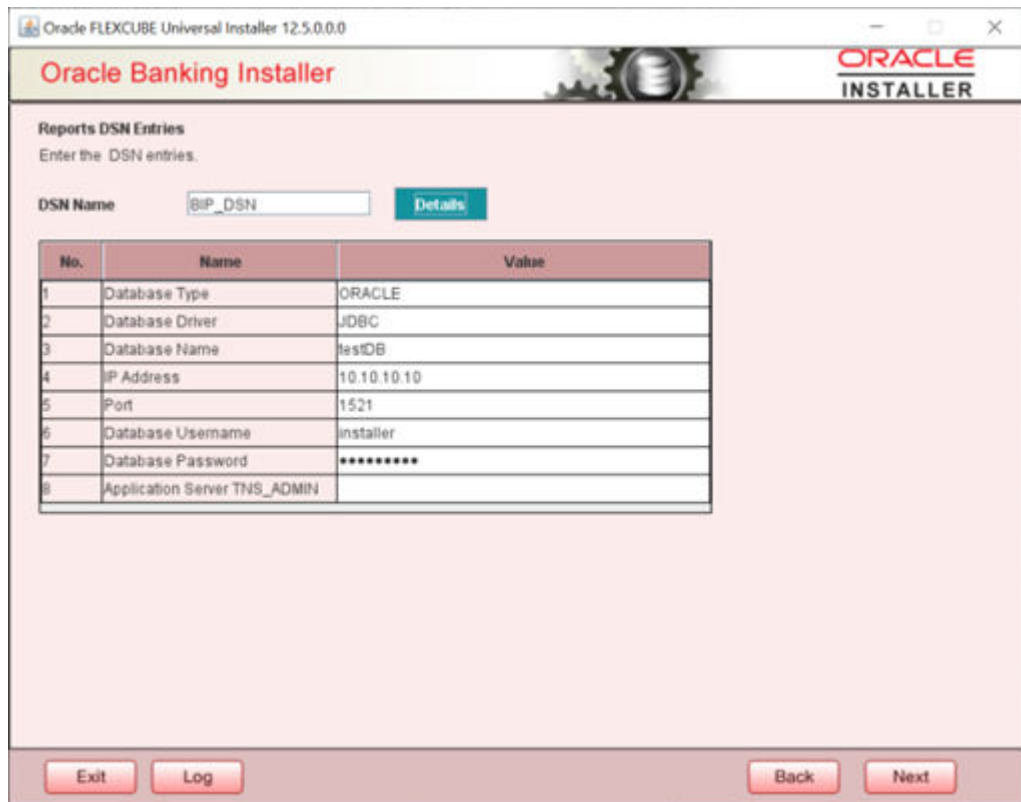 Oracle FLEXCUBE Universal Installer 12.5.0.0.0
Oracle Banking Installer
ORACLE
INSTALLER
Reports DSN Entries
Enter the DSN entries.
DSN Name BIP_DSN Details
No. Name Value
1 Database Type ORACLE
2 Database Driver JDBC
3 Database Name testDB
4 IP Address 10.10.10.10
5 Port 1521
6 Database Username installer
7 Database Password •••••••••
8 Application Server TNS_ADMIN
Exit Log Back Next